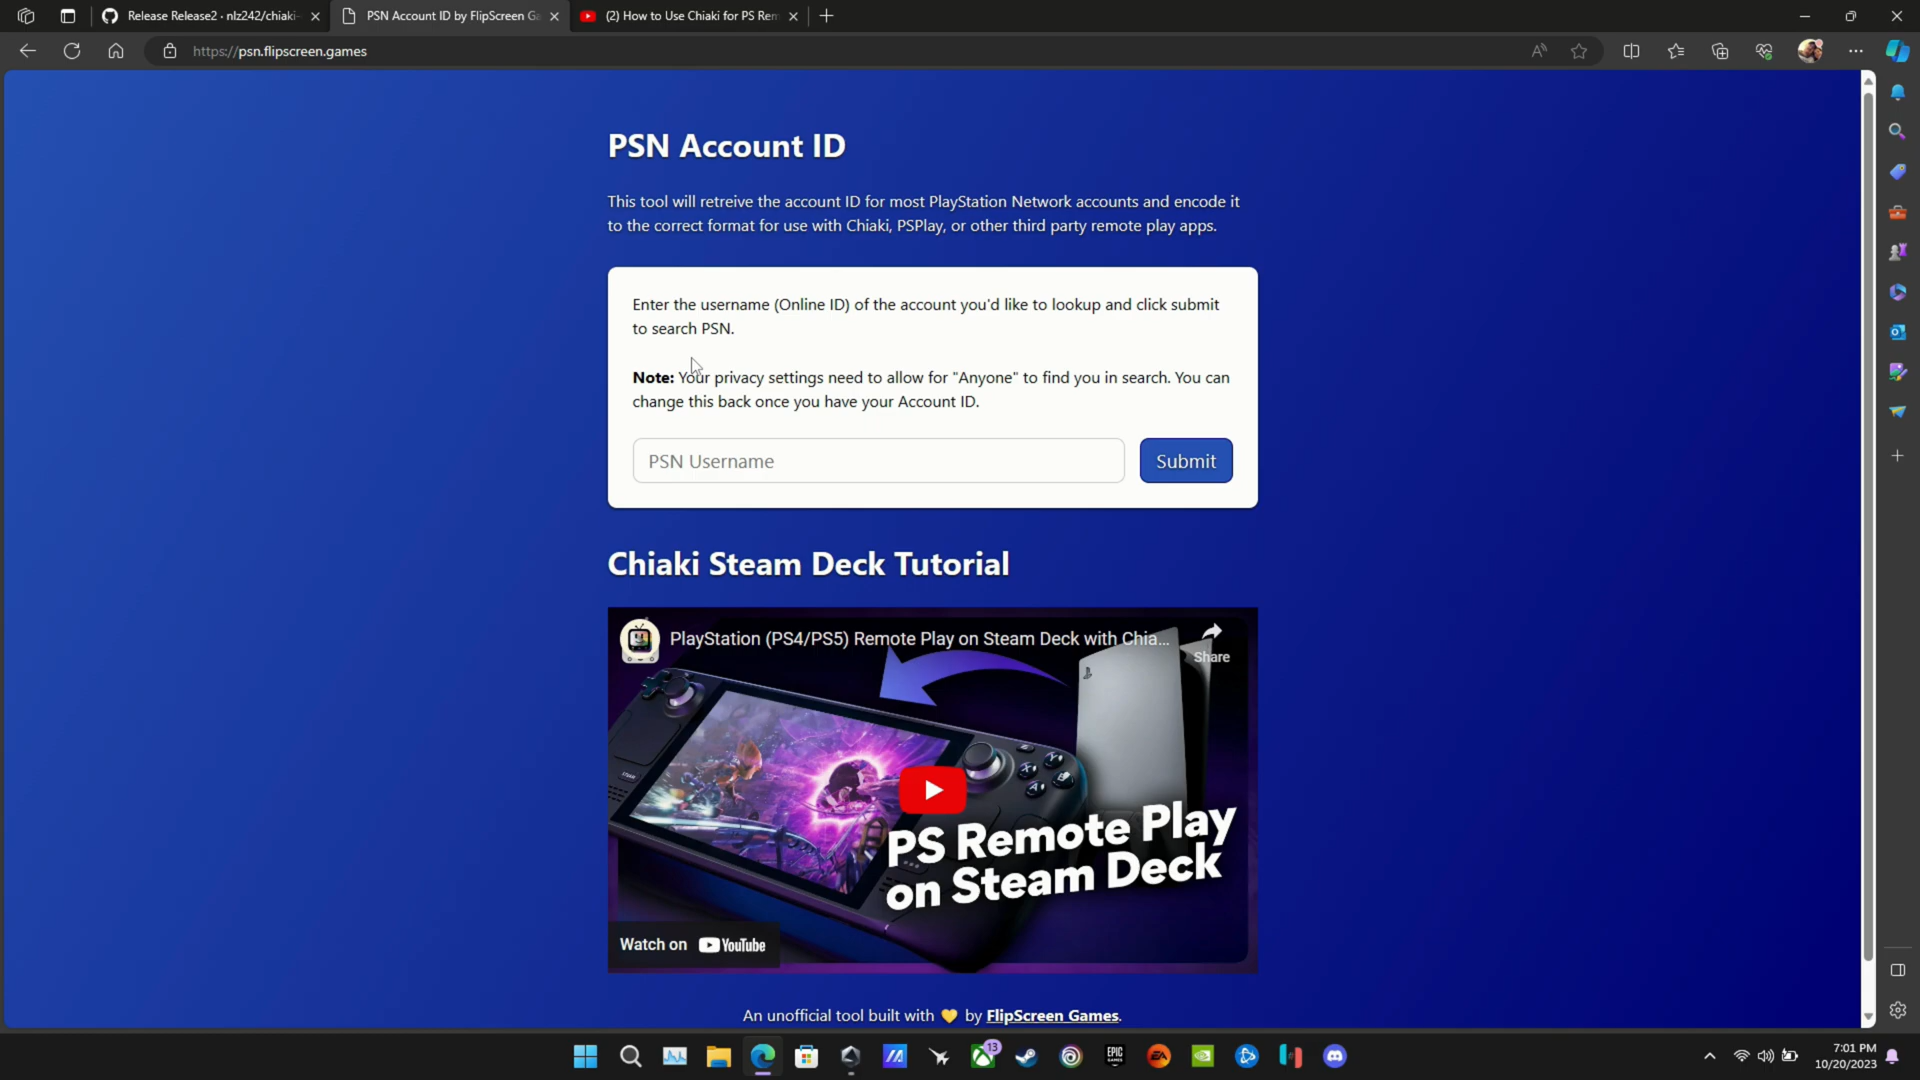 Release Release2 · nlz242/chiaki-
PSN Account ID by FlipScreen Ga
(2) How to Use Chiaki for PS Rem
https://psn.flipscreen.games
PSN Account ID
This tool will retreive the account ID for most PlayStation Network accounts and encode it
to the correct format for use with Chiaki, PSPlay, or other third party remote play apps.
Enter the username (Online ID) of the account you'd like to lookup and click submit
to search PSN.
Note: Your privacy settings need to allow for "Anyone" to find you in search. You can
change this back once you have your Account ID.
PSN Username
Submit
Chiaki Steam Deck Tutorial
PlayStation (PS4/PS5) Remote Play on Steam Deck with Chia...
Share
PS Remote Play
on Steam Deck
Watch on YouTube
An unofficial tool built with 💛 by FlipScreen Games.
13
EPIC
GAMES
EA
7:01 PM
10/20/2023